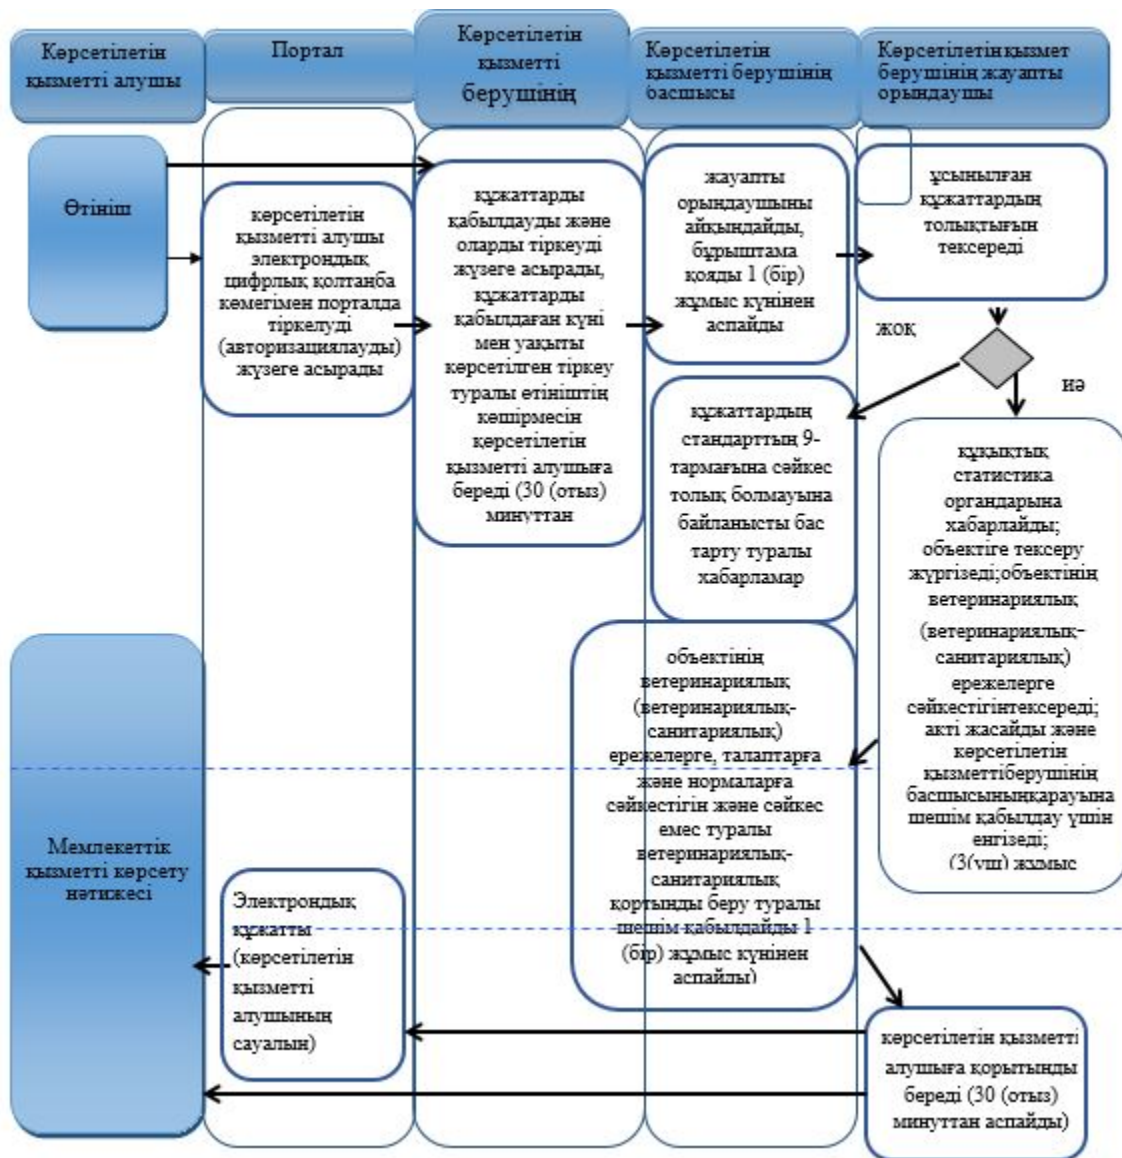 Көрсетілетін
қызметті алушы
Портал
Көрсетілетін
қызметті
берушінің
Көрсетілетін
қызметті берушінің
басшысы
Көрсетілетін қызмет
берушінің жауапты
орындаушы
Өтініш
көрсетілетін
қызметті алушы
электрондық
цифрлық қолтаңба
көмегімен порталда
тіркелуді
(авторизациялауды)
жүзеге асырады
құжаттарды
қабылдауды және
оларды тіркеуді
жүзеге асырады,
құжаттарды
қабылдаған күні
мен уақыты
көрсетілген тіркеу
туралы өтініштің
көшірмесін
көрсетілетін
қызметті алушыға
береді (30 (отыз)
минуттан
жауапты
орындаушыны
айқындайды,
бұрыштама
қояды 1 (бір)
жұмыс күнінен
аспайды
ұсынылған
құжаттардың
толықтығын
тексереді
жоқ
иә
құжаттардың
стандарттың 9-
тармағына сәйкес
толық болмауына
байланысты бас
тарту туралы
хабарламар
құқықтық
статистика
органдарына
хабарлайды;
объектіге тексеру
жүргізеді;объектінің
ветеринариялық
(ветеринариялық-
санитариялық)
ережелерге
сәйкестігінтексереді;
акті жасайды және
көрсетілетін
қызметтіберушінің
басшысыныңқарауына
шешім қабылдау үшін
енгізеді;
(3(үш) жұмыс
объектінің
ветеринариялық
(ветеринариялық-
санитариялық)
ережелерге, талаптарға
және нормаларға
сәйкестігін және сәйкес
емес туралы
ветеринариялық-
санитариялық
қортынды беру туралы
шешім қабылдайды 1
(бір) жұмыс күнінен
аспайды)
Мемлекеттік
қызметті көрсету
нәтижесі
Электрондық
құжатты
(көрсетілетін
қызметті
алушының
сауалын)
көрсетілетін қызметті
алушыға қорытынды
береді (30 (отыз)
минуттан аспайды)